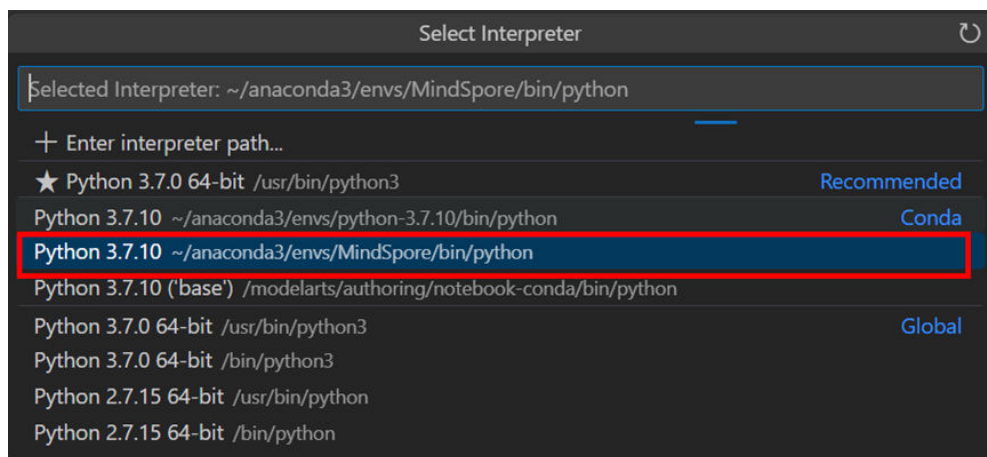 Select Interpreter
Selected Interpreter: ~/anaconda3/envs/MindSpore/bin/python
+ Enter interpreter path...
★ Python 3.7.0 64-bit /usr/bin/python3 Recommended
Python 3.7.10 ~/anaconda3/envs/python-3.7.10/bin/python Conda
Python 3.7.10 ~/anaconda3/envs/MindSpore/bin/python
Python 3.7.10 ('base') /modelarts/authoring/notebook-conda/bin/python
Python 3.7.0 64-bit /usr/bin/python3 Global
Python 3.7.0 64-bit /bin/python3
Python 2.7.15 64-bit /usr/bin/python
Python 2.7.15 64-bit /bin/python